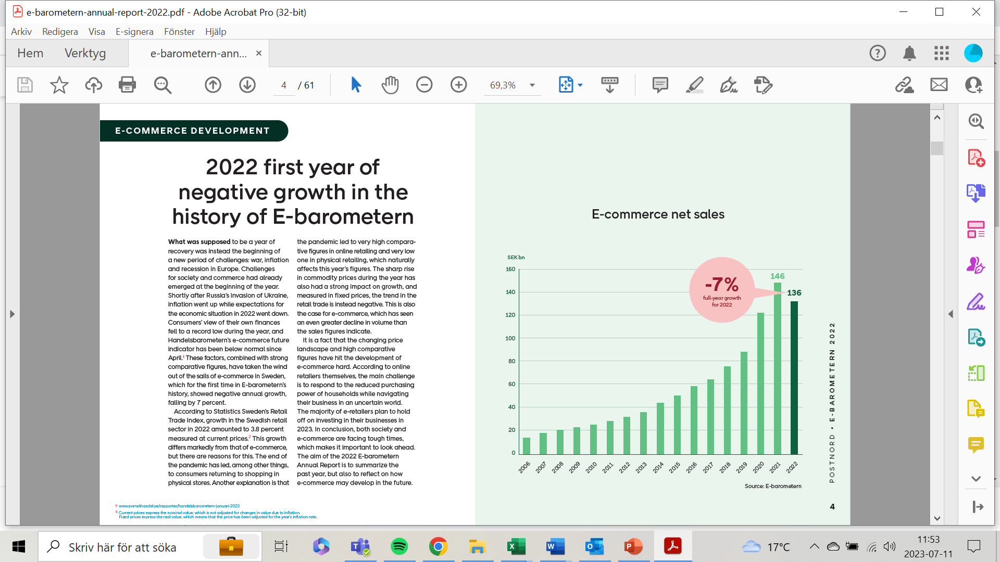 e-barometern-annual-report-2022.pdf - Adobe Acrobat Pro (32-bit)
Arkiv Redigera Visa E-signera Fönster Hjälp
Hem Verktyg e-barometern-ann... ×
4 / 61 69,3%
E-COMMERCE DEVELOPMENT
2022 first year of
negative growth in the
history of E-barometern
What was supposed to be a year of
recovery was instead the beginning of
a new period of challenges: war, inflation
and recession in Europe. Challenges
for society and commerce had already
emerged at the beginning of the year.
Shortly after Russia's invasion of Ukraine,
inflation went up while expectations for
the economic situation in 2022 went down.
Consumers' view of their own finances
fell to a record low during the year, and
Handelsbarometern's e-commerce future
indicator has been below normal since
April.¹ These factors, combined with strong
comparative figures, have taken the wind
out of the sails of e-commerce in Sweden,
which for the first time in E-barometern's
history, showed negative annual growth,
falling by 7 percent.
According to Statistics Sweden's Retail
Trade Index, growth in the Swedish retail
sector in 2022 amounted to 3.8 percent
measured at current prices.² This growth
differs markedly from that of e-commerce,
but there are reasons for this. The end of
the pandemic has led, among other things,
to consumers returning to shopping in
physical stores. Another explanation is that
the pandemic led to very high compara-
tive figures in online retailing and very low
one in physical retailing, which naturally
affects this year's figures. The sharp rise
in commodity prices during the year has
also had a strong impact on growth, and
measured in fixed prices, the trend in the
retail trade is instead negative. This is also
the case for e-commerce, which has seen
an even greater decline in volume than
the sales figures indicate.
It is a fact that the changing price
landscape and high comparative
figures have hit the development of
e-commerce hard. According to online
retailers themselves, the main challenge
is to respond to the reduced purchasing
power of households while navigating
their business in an uncertain world.
The majority of e-retailers plan to hold
off on investing in their businesses in
2023. In conclusion, both society and
e-commerce are facing tough times,
which makes it important to look ahead.
The aim of the 2022 E-barometern
Annual Report is to summarize the
past year, but also to reflect on how
e-commerce may develop in the future.
www.svenskhandel.se/rapporter/handelsbarometern-januari-2023
Current prices express the nominal value, which is not adjusted for changes in value due to inflation.
Fixed prices express the real value, which means that the price has been adjusted for the year's inflation rate.
E-commerce net sales
SEK bn
160
140
120
100
80
60
40
20
0
-7%
full-year growth
for 2022
146
136
2006 2007 2008 2009 2010 2011 2012 2013 2014 2015 2016 2017 2018 2019 2020 2021 2022
Source: E-barometern
POSTNORD • E-BAROMETERN 2022
4
Skriv här för att söka
17°C
11:53
2023-07-11